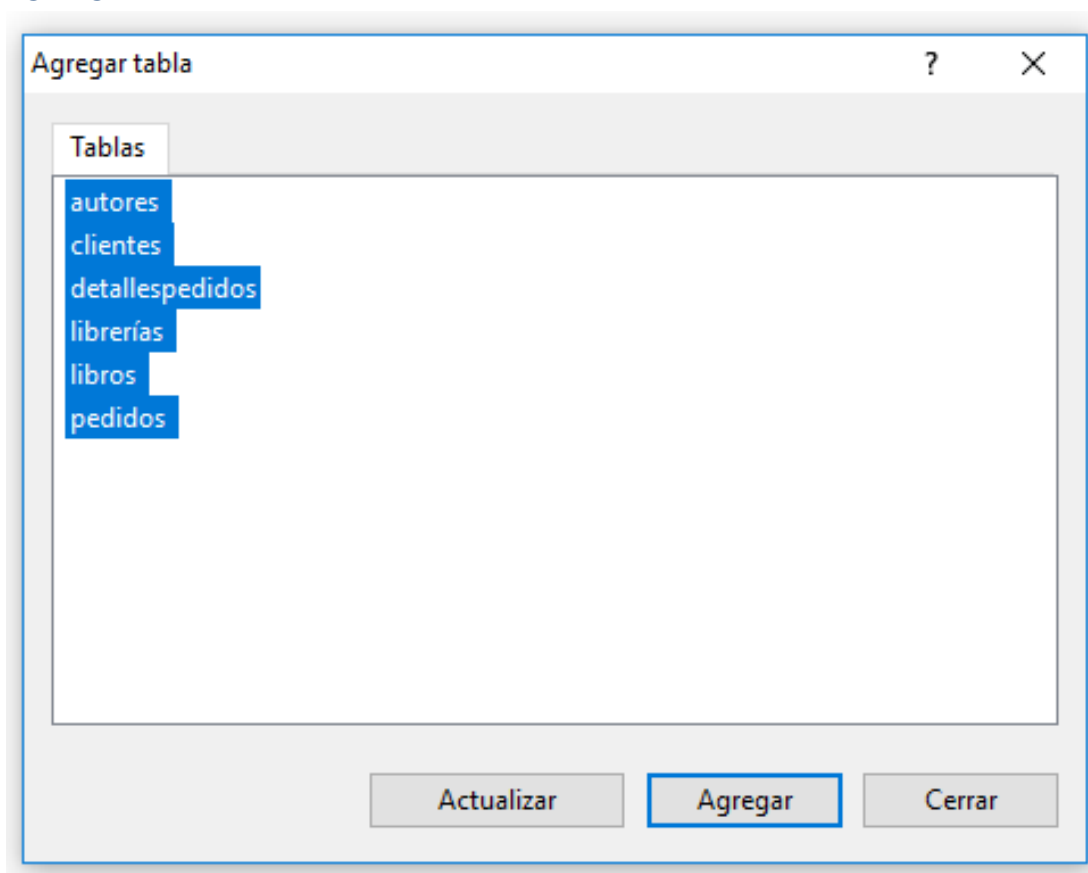 Agregar tabla ?
Tablas
autores
clientes
detallespedidos
librerías
libros
pedidos
Actualizar Agregar Cerrar